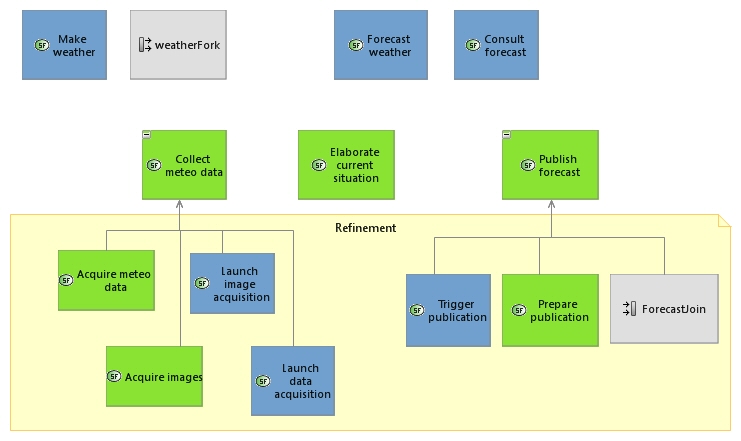 SF Make
weather
weatherFork
SF Forecast
weather
SF Consult
forecast
SF Collect
meteo data
SF Elaborate
current
situation
SF Publish
forecast
Refinement
SF Acquire meteo
data
SF Launch
image
acquisition
SF Trigger
publication
SF Prepare
publication
ForecastJoin
SF Acquire images
SF Launch
data
acquisition